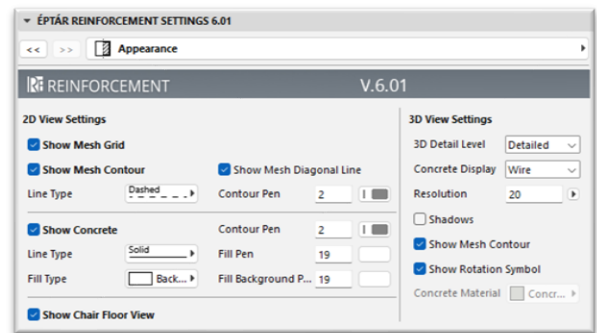 ÉPTÁR REINFORCEMENT SETTINGS 6.01
<< >> Appearance
REINFORCEMENT V.6.01
2D View Settings
Show Mesh Grid
Show Mesh Contour Show Mesh Diagonal Line
Line Type Dashed Contour Pen 2
Show Concrete Contour Pen 2
Line Type Solid Fill Pen 19
Fill Type Back... Fill Background P... 19
Show Chair Floor View
3D View Settings
3D Detail Level Detailed
Concrete Display Wire
Resolution 20
Shadows
Show Mesh Contour
Show Rotation Symbol
Concrete Material Concr...